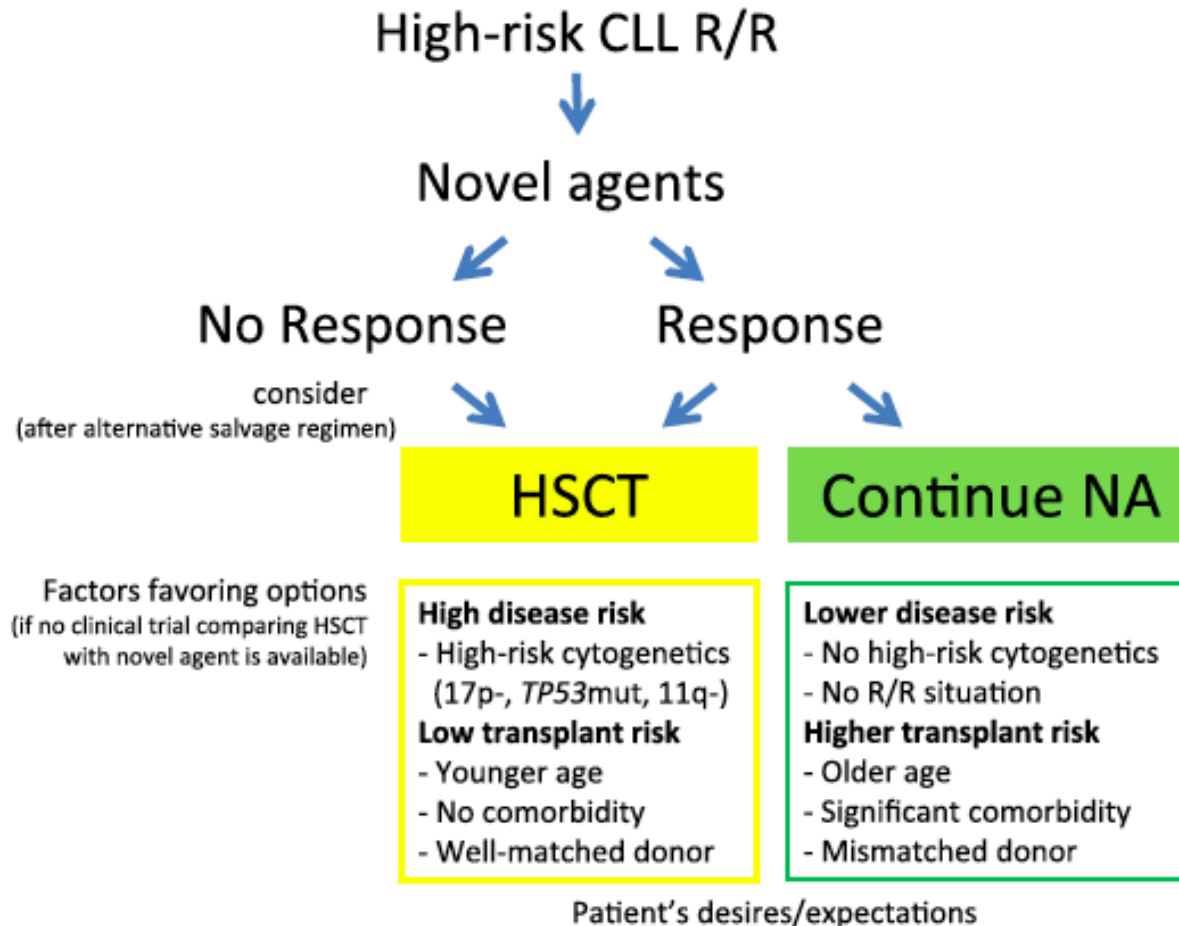 High-risk CLL R/R
Novel agents
No Response
Response
consider
(after alternative salvage regimen)
HSCT
Continue NA
Factors favoring options
(if no clinical trial comparing HSCT
with novel agent is available)
High disease risk
- High-risk cytogenetics
(17p-, TP53mut, 11q-)
Low transplant risk
- Younger age
- No comorbidity
- Well-matched donor
Lower disease risk
- No high-risk cytogenetics
- No R/R situation
Higher transplant risk
- Older age
- Significant comorbidity
- Mismatched donor
Patient's desires/expectations